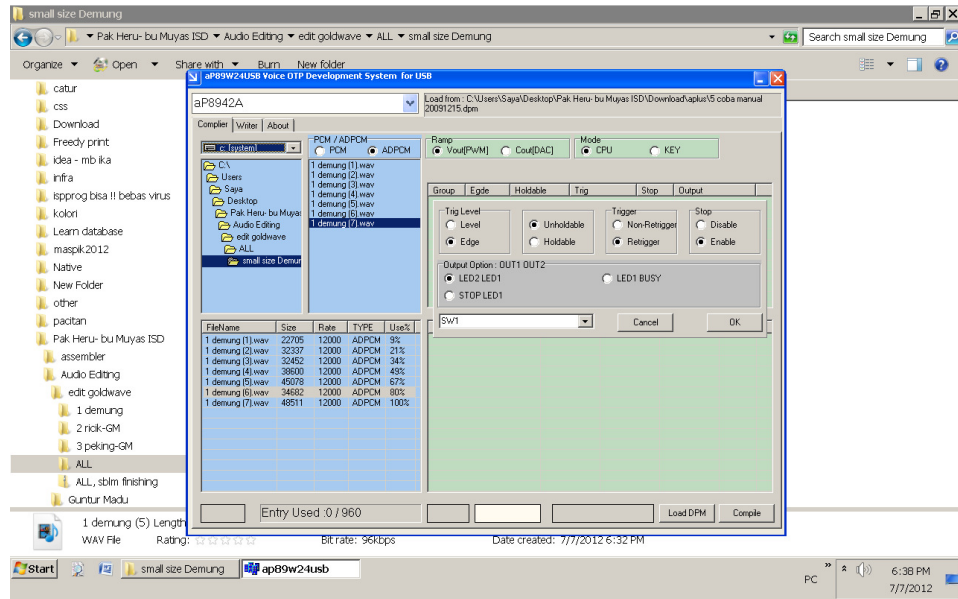 small size Demung
Pak Heru- bu Muyas ISD ▾ Audio Editing ▾ edit goldwave ▾ ALL ▾ small size Demung
Search small size Demung
Organize Open Share with Burn New folder
catur
css
Download
Freedy print
idea - mb ika
infra
ispprog bisa !! bebas virus
kolori
Learn database
maspik2012
Native
New Folder
other
pacitan
Pak Heru- bu Muyas ISD
assembler
Audio Editing
edit goldwave
1 demung
2 ricik-GM
3 peking-GM
ALL
ALL, sblm finishing
Guntur Madu
aP89W24USB Voice OTP Development System for USB
aP8942A
Load from : C:\Users\Saya\Desktop\Pak Heru- bu Muyas ISD\Download\aplus\5 coba manual
20091215.dpm
Complier Writer About
c: [system]
PCM / ADPCM
PCM ADPCM
Ramp
Vout[PWM] Cout[DAC]
Mode
CPU KEY
C:\
Users
Saya
Desktop
Pak Heru- bu Muya
Audio Editing
edit goldwave
ALL
small size Demur
1 demung (1).wav
1 demung (2).wav
1 demung (3).wav
1 demung (4).wav
1 demung (5).wav
1 demung (6).wav
1 demung (7).wav
Group Egde Holdable Trig Stop Output
Trig Level
Level
Edge
Unholdable
Holdable
Trigger
Non-Retrigger
Retrigger
Stop
Disable
Enable
Output Option : OUT1 OUT2
LED2 LED1 LED1 BUSY
STOP LED1
SW1 Cancel OK
FileName Size Rate TYPE Use%
1 demung (1).wav 22705 12000 ADPCM 9%
1 demung (2).wav 32337 12000 ADPCM 21%
1 demung (3).wav 32452 12000 ADPCM 34%
1 demung (4).wav 38600 12000 ADPCM 49%
1 demung (5).wav 45078 12000 ADPCM 67%
1 demung (6).wav 34682 12000 ADPCM 80%
1 demung (7).wav 48511 12000 ADPCM 100%
Entry Used :0 / 960
Load DPM Compile
1 demung (5) Length
WAV File Rating: Bit rate: 96kbps Date created: 7/7/2012 6:32 PM
Start small size Demung ap89w24usb
PC
6:38 PM
7/7/2012